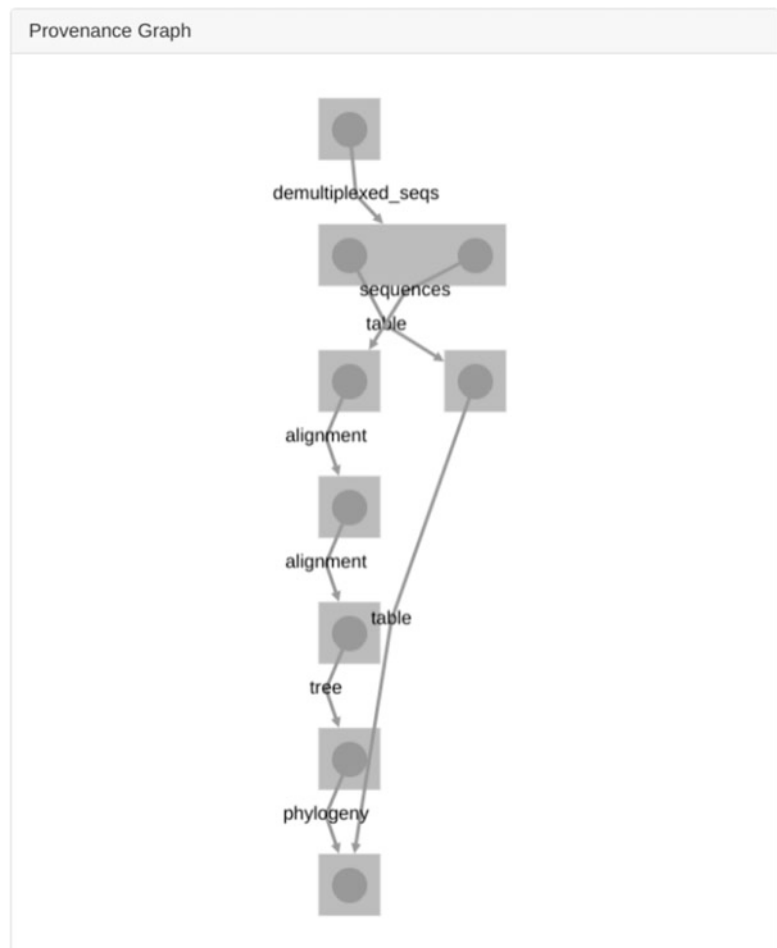 Provenance Graph
demultiplexed_seqs
sequences
table
alignment
alignment
table
tree
phylogeny